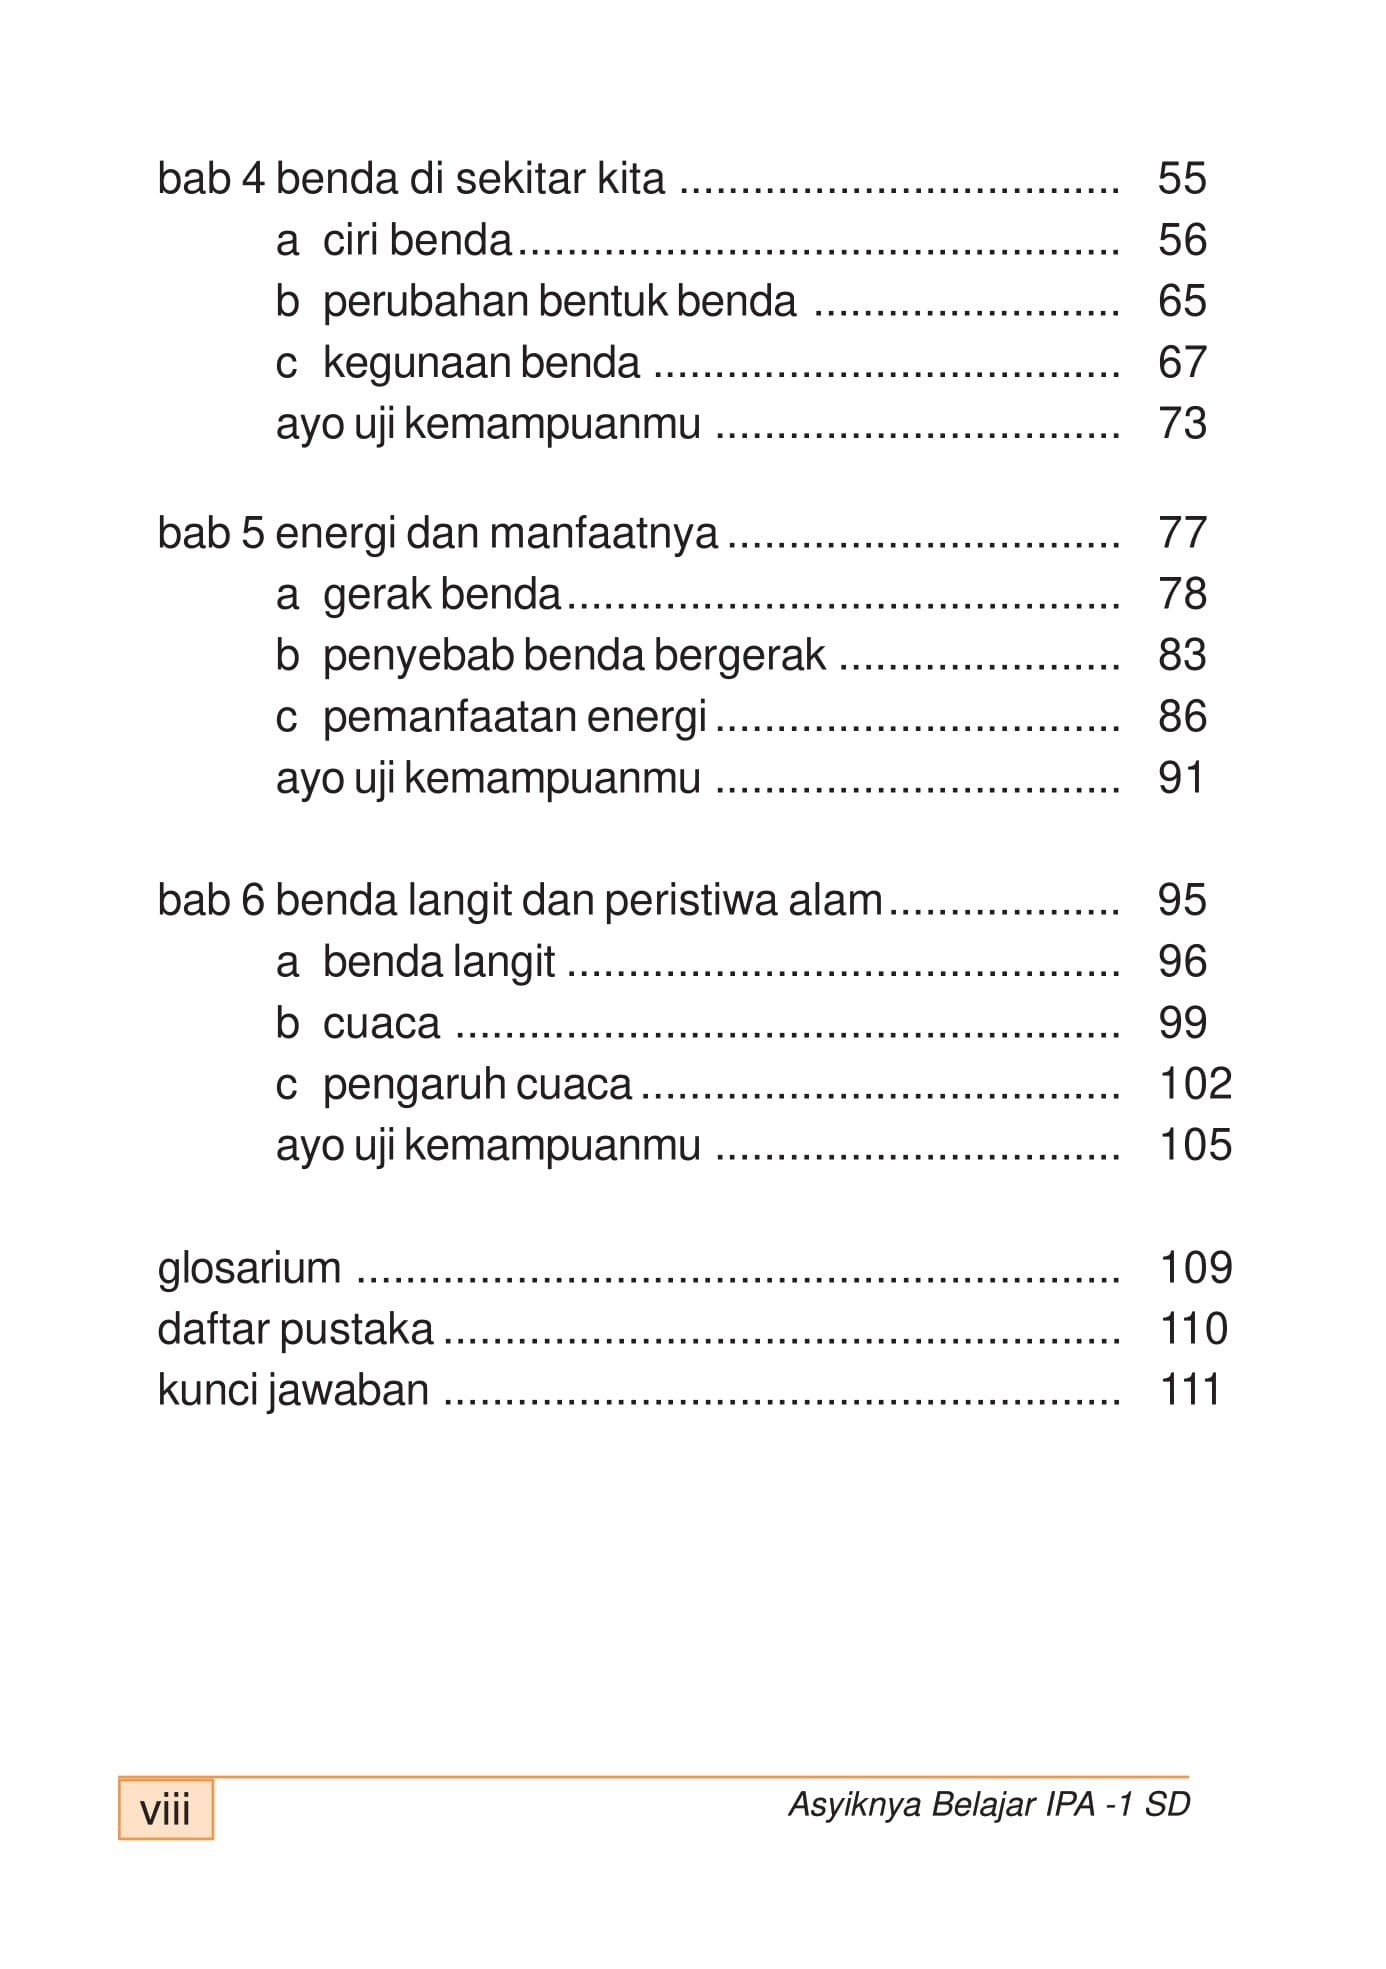 bab 4 benda di sekitar kita .................................... 55
a ciri benda................................................. 56
b perubahan bentuk benda ......................... 65
c kegunaan benda ...................................... 67
ayo uji kemampuanmu ................................. 73
bab 5 energi dan manfaatnya ................................ 77
a gerak benda............................................. 78
b penyebab benda bergerak ....................... 83
c pemanfaatan energi ................................. 86
ayo uji kemampuanmu ................................. 91
bab 6 benda langit dan peristiwa alam ................... 95
a benda langit ............................................. 96
b cuaca ...................................................... 99
c pengaruh cuaca ....................................... 102
ayo uji kemampuanmu ................................. 105
glosarium .............................................................. 109
daftar pustaka ....................................................... 110
kunci jawaban ....................................................... 111
viii
Asyiknya Belajar IPA -1 SD